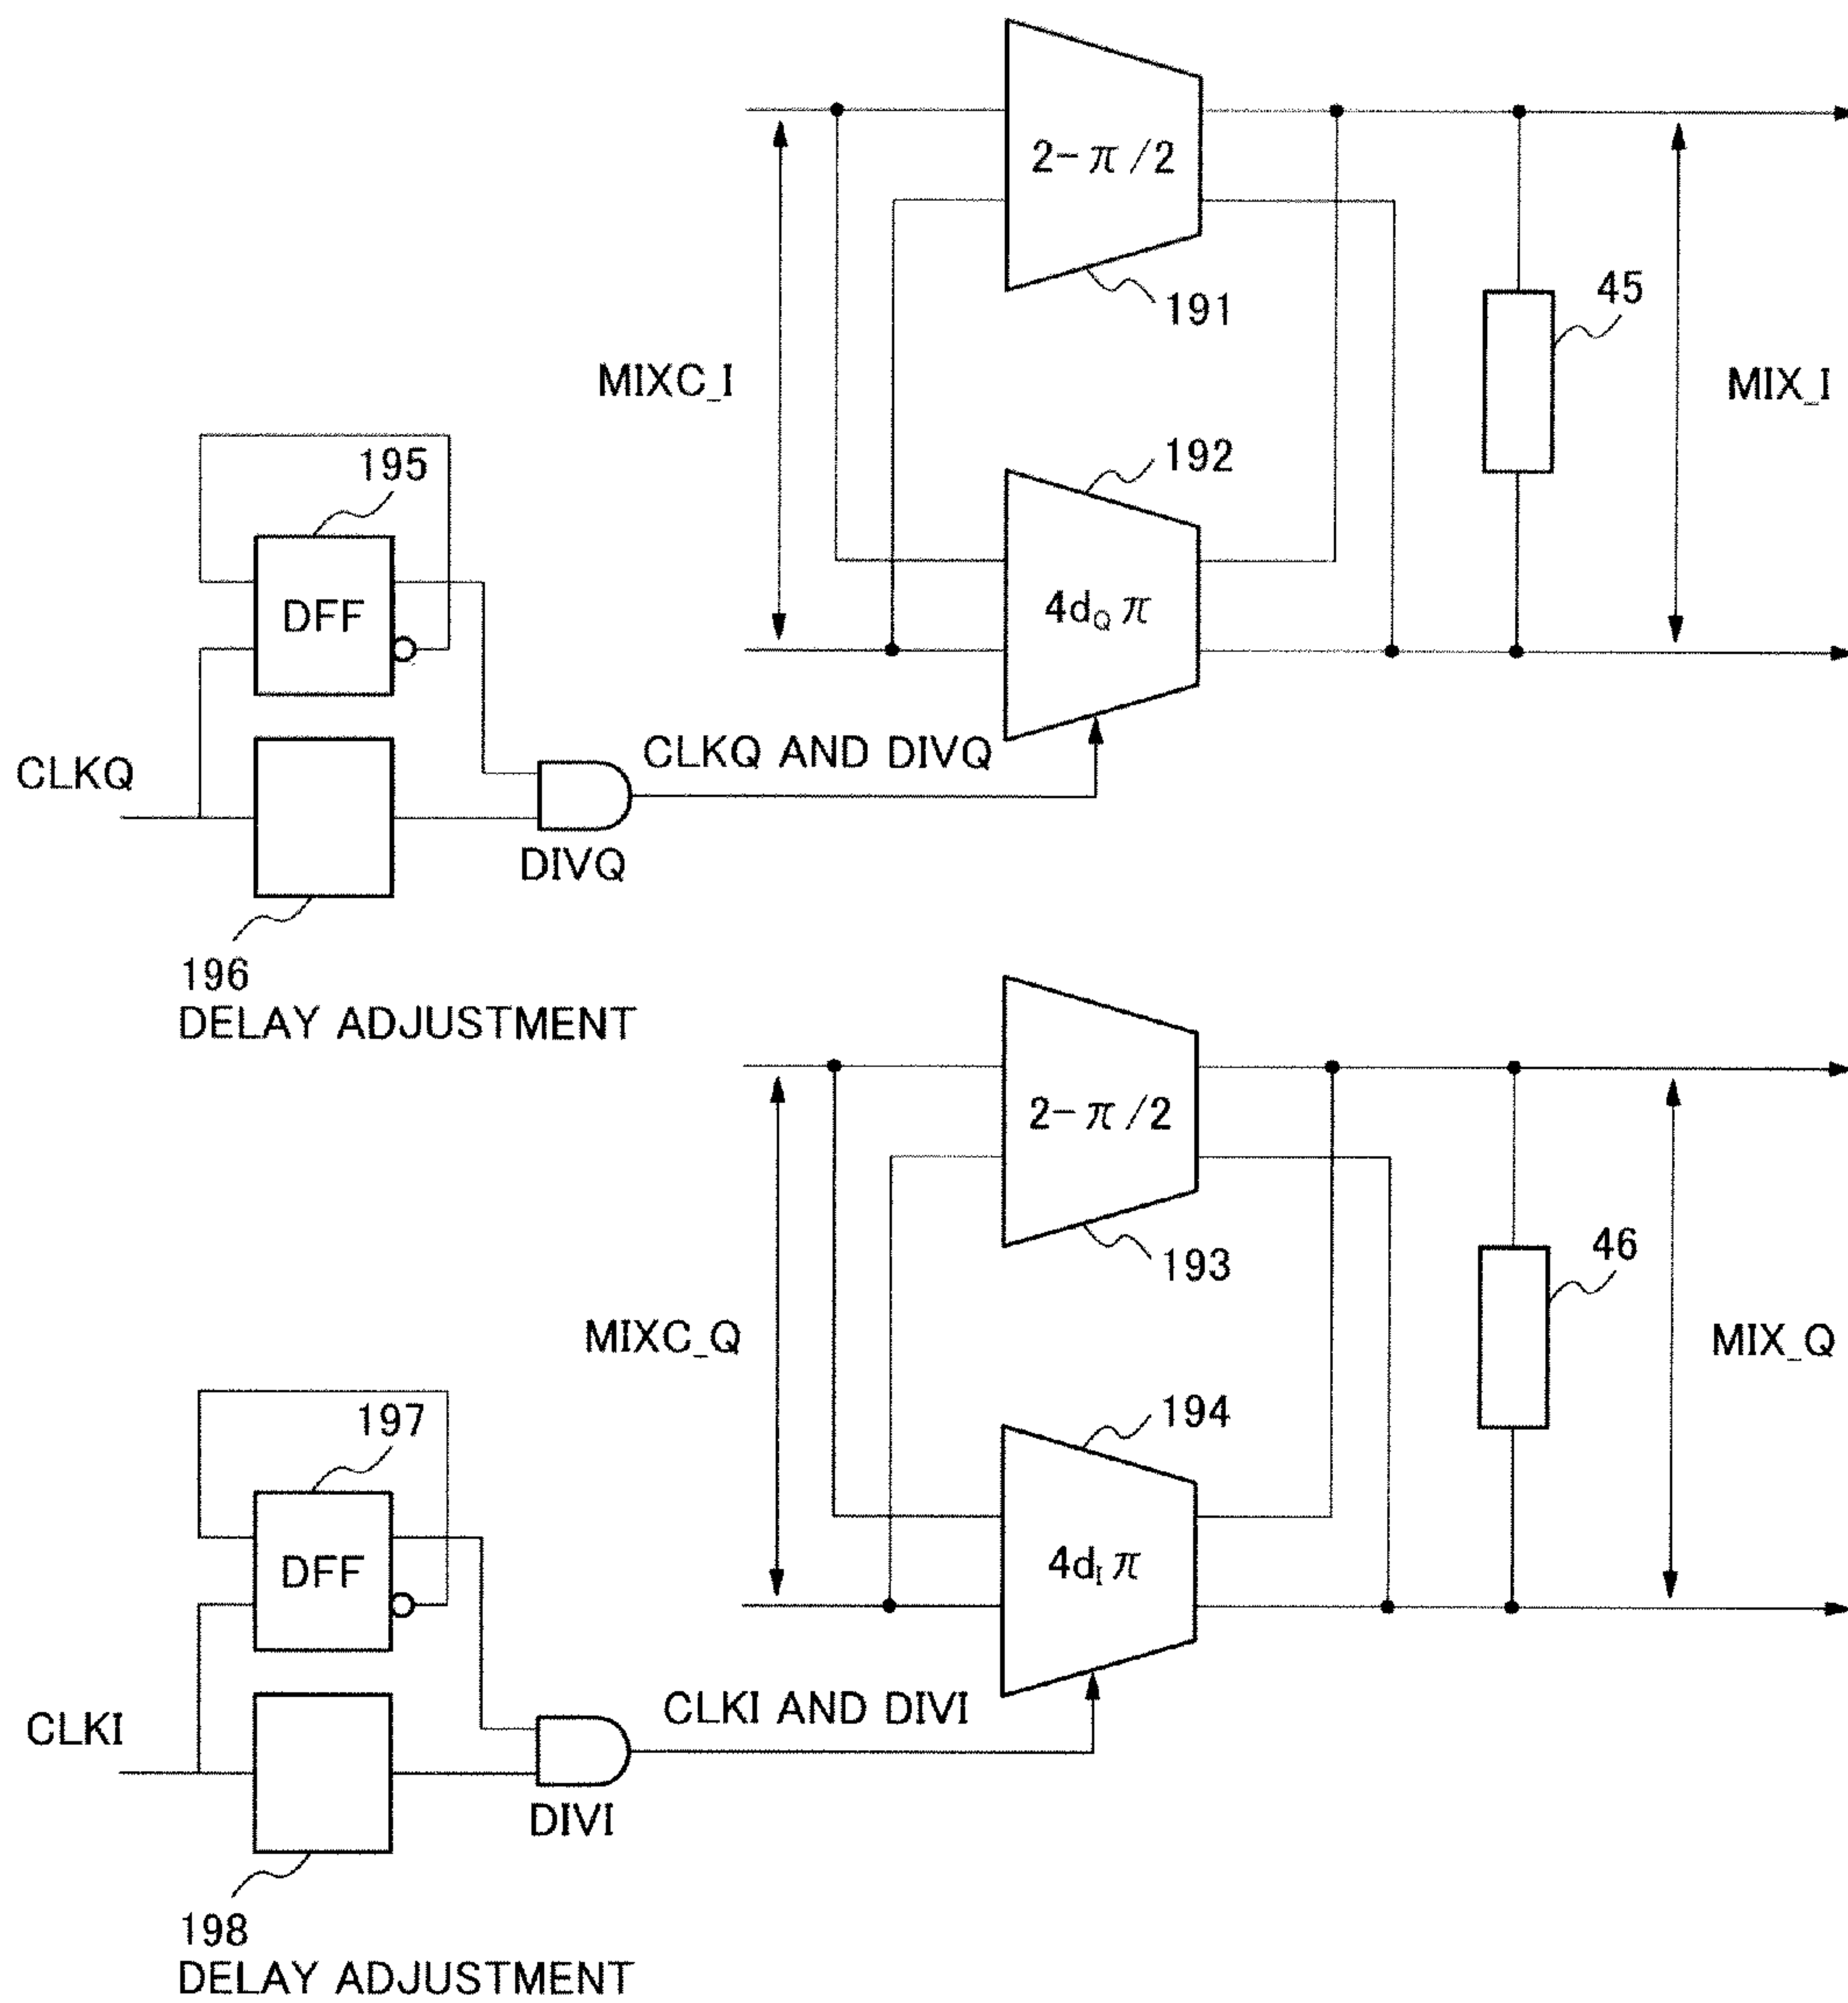 2-π/2
191
45
MIXC_I
MIX_I
192
195
DFF
4d_Q π
CLKQ
CLKQ AND DIVQ
DIVQ
196
DELAY ADJUSTMENT
2-π/2
193
46
MIXC_Q
MIX_Q
194
197
DFF
4d_I π
CLKI
CLKI AND DIVI
DIVI
198
DELAY ADJUSTMENT